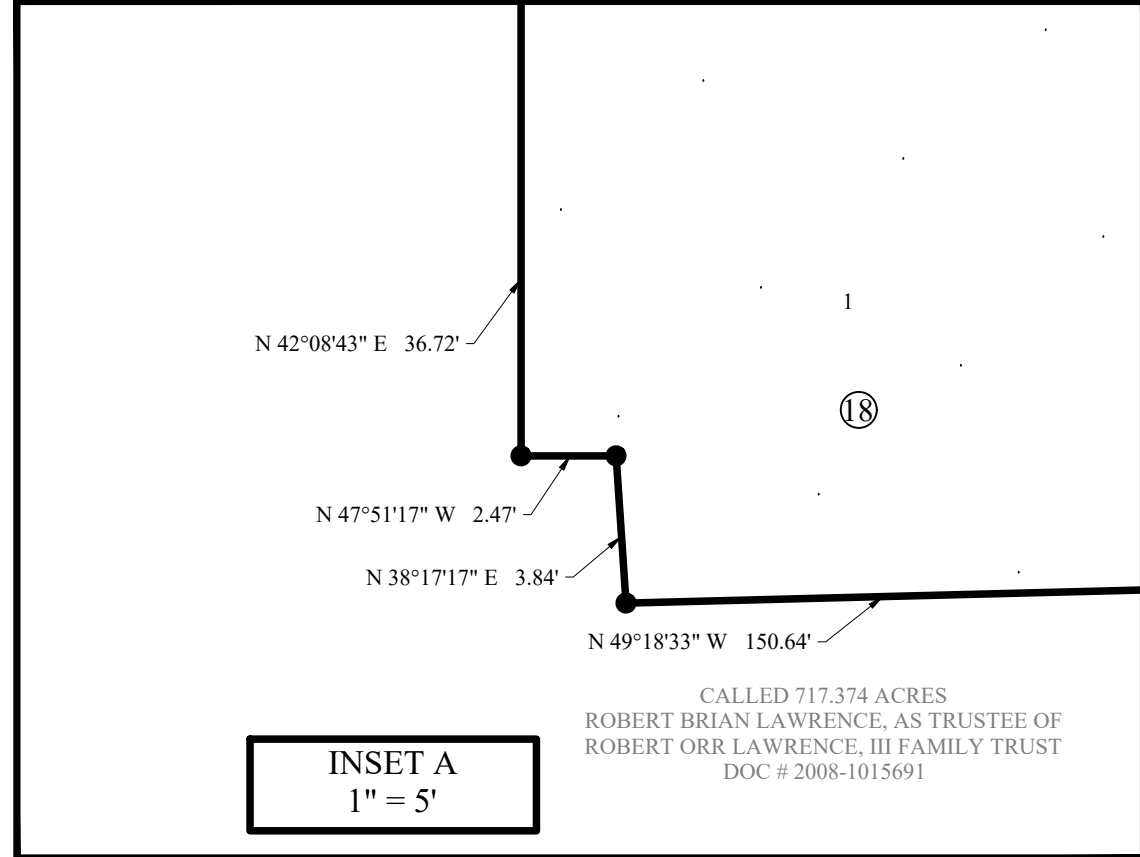 1
N 42°08'43" E 36.72'
18
N 47°51'17" W 2.47'
N 38°17'17" E 3.84'
N 49°18'33" W 150.64'
CALLED 717.374 ACRES
ROBERT BRIAN LAWRENCE, AS TRUSTEE OF
ROBERT ORR LAWRENCE, III FAMILY TRUST
DOC # 2008-1015691
INSET A
1" = 5'